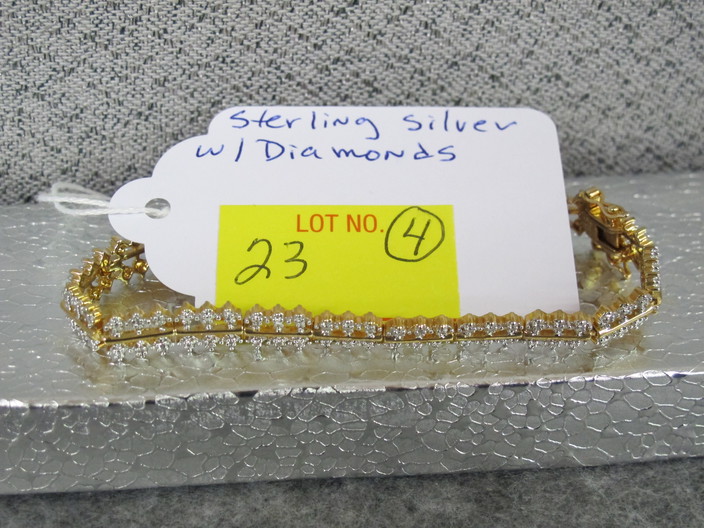 Sterling Silver
w/ Diamonds
LOT NO. 4
23